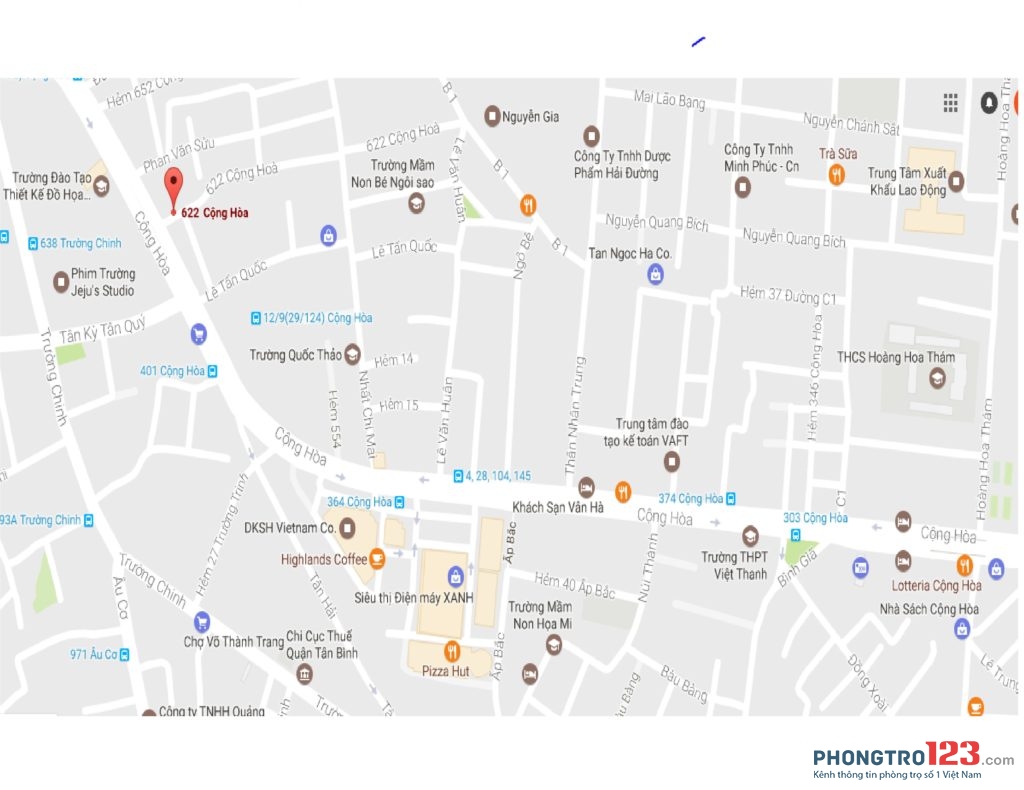 Hẻm 652 Cộng Hòa
Mai Lão Bạng
Nguyễn Chánh Sắt
Hoàng Hoa Thám
B 1
Nguyễn Gia
622 Cộng Hoà
Lê Văn Huân
Phan Văn Sửu
622 Cộng Hoà
Trường Mầm
Non Bé Ngôi sao
B 1
Công Ty Tnhh Dược
Phẩm Hải Đường
Công Ty Tnhh
Minh Phúc - Cn
Trà Sữa
Trung Tâm Xuất
Khẩu Lao Động
Trường Đào Tạo
Thiết Kế Đồ Họa...
622 Cộng Hòa
Cộng Hòa
638 Trường Chinh
Phim Trường
Jeju's Studio
Lê Tấn Quốc
Lê Tấn Quốc
Ngô Bệ
B 1
Nguyễn Quang Bích
Nguyễn Quang Bích
Tan Ngoc Ha Co.
Hẻm 37 Đường C1
Tân Kỳ Tân Quý
12/9(29/124) Cộng Hòa
Trường Quốc Thảo
Hẻm 14
Hẻm 15
401 Cộng Hòa
Trường Chinh
Hẻm 554
Nhất Chi Mai
Lê Văn Huân
Thân Nhân Trung
Hẻm 346 Cộng Hòa
THCS Hoàng Hoa Thám
Hoàng Hoa Thám
Trung tâm đào
tạo kế toán VAFT
Cộng Hòa
4, 28, 104, 145
Khách Sạn Vân Hà
374 Cộng Hòa
Cộng Hòa
C1
303 Cộng Hòa
Cộng Hòa
364 Cộng Hòa
93A Trường Chinh
DKSH Vietnam Co.
Highlands Coffee
Siêu thị Điện máy XANH
Ấp Bắc
Hẻm 40 Ấp Bắc
Núi Thành
Trường THPT
Việt Thanh
Bình Giã
Lotteria Cộng Hòa
Nhà Sách Cộng Hòa
Hẻm 27 Trường Trinh
Trường Chinh
Âu Cơ
Tân Hải
Trường Mầm
Non Họa Mi
Chợ Võ Thành Trang
Chi Cục Thuế
Quận Tân Bình
971 Âu Cơ
Pizza Hut
Ấp Bắc
Bàu Bàng
Bàu Bàng
Đồng Xoài
Lê Trung
Công ty TNHH Quảng
Trường
PHONGTRO123.com
Kênh thông tin phòng trọ số 1 Việt Nam